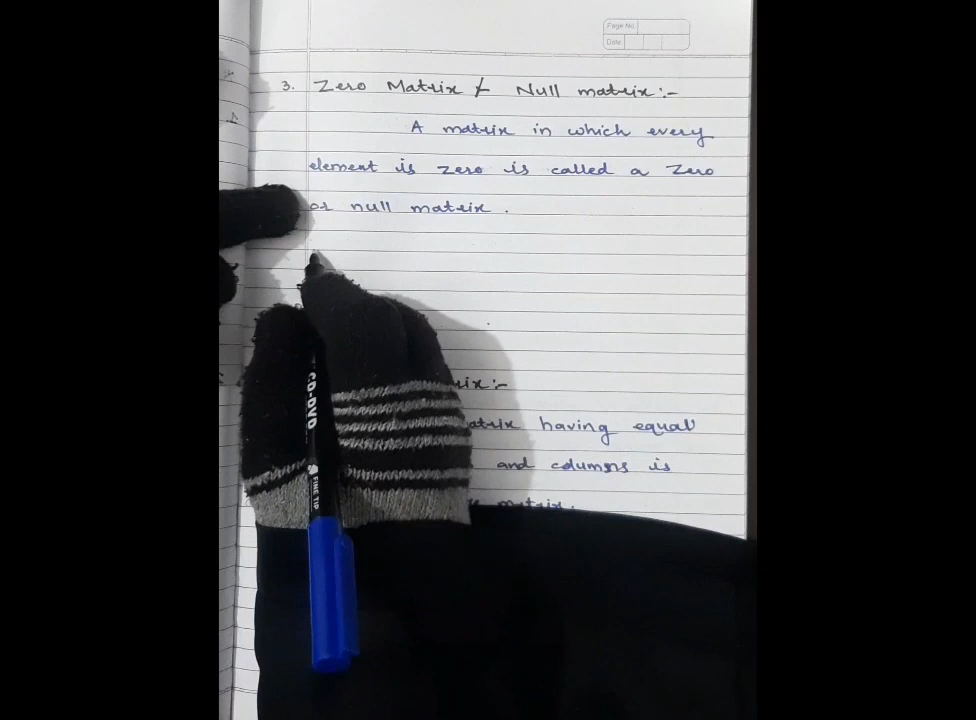 Page No.
Date
3. Zero Matrix / Null matrix :-
A matrix in which every
element is zero is called a Zero
or null matrix .
having equal
and columns is
matrix.
CD-DVD
FINE TIP